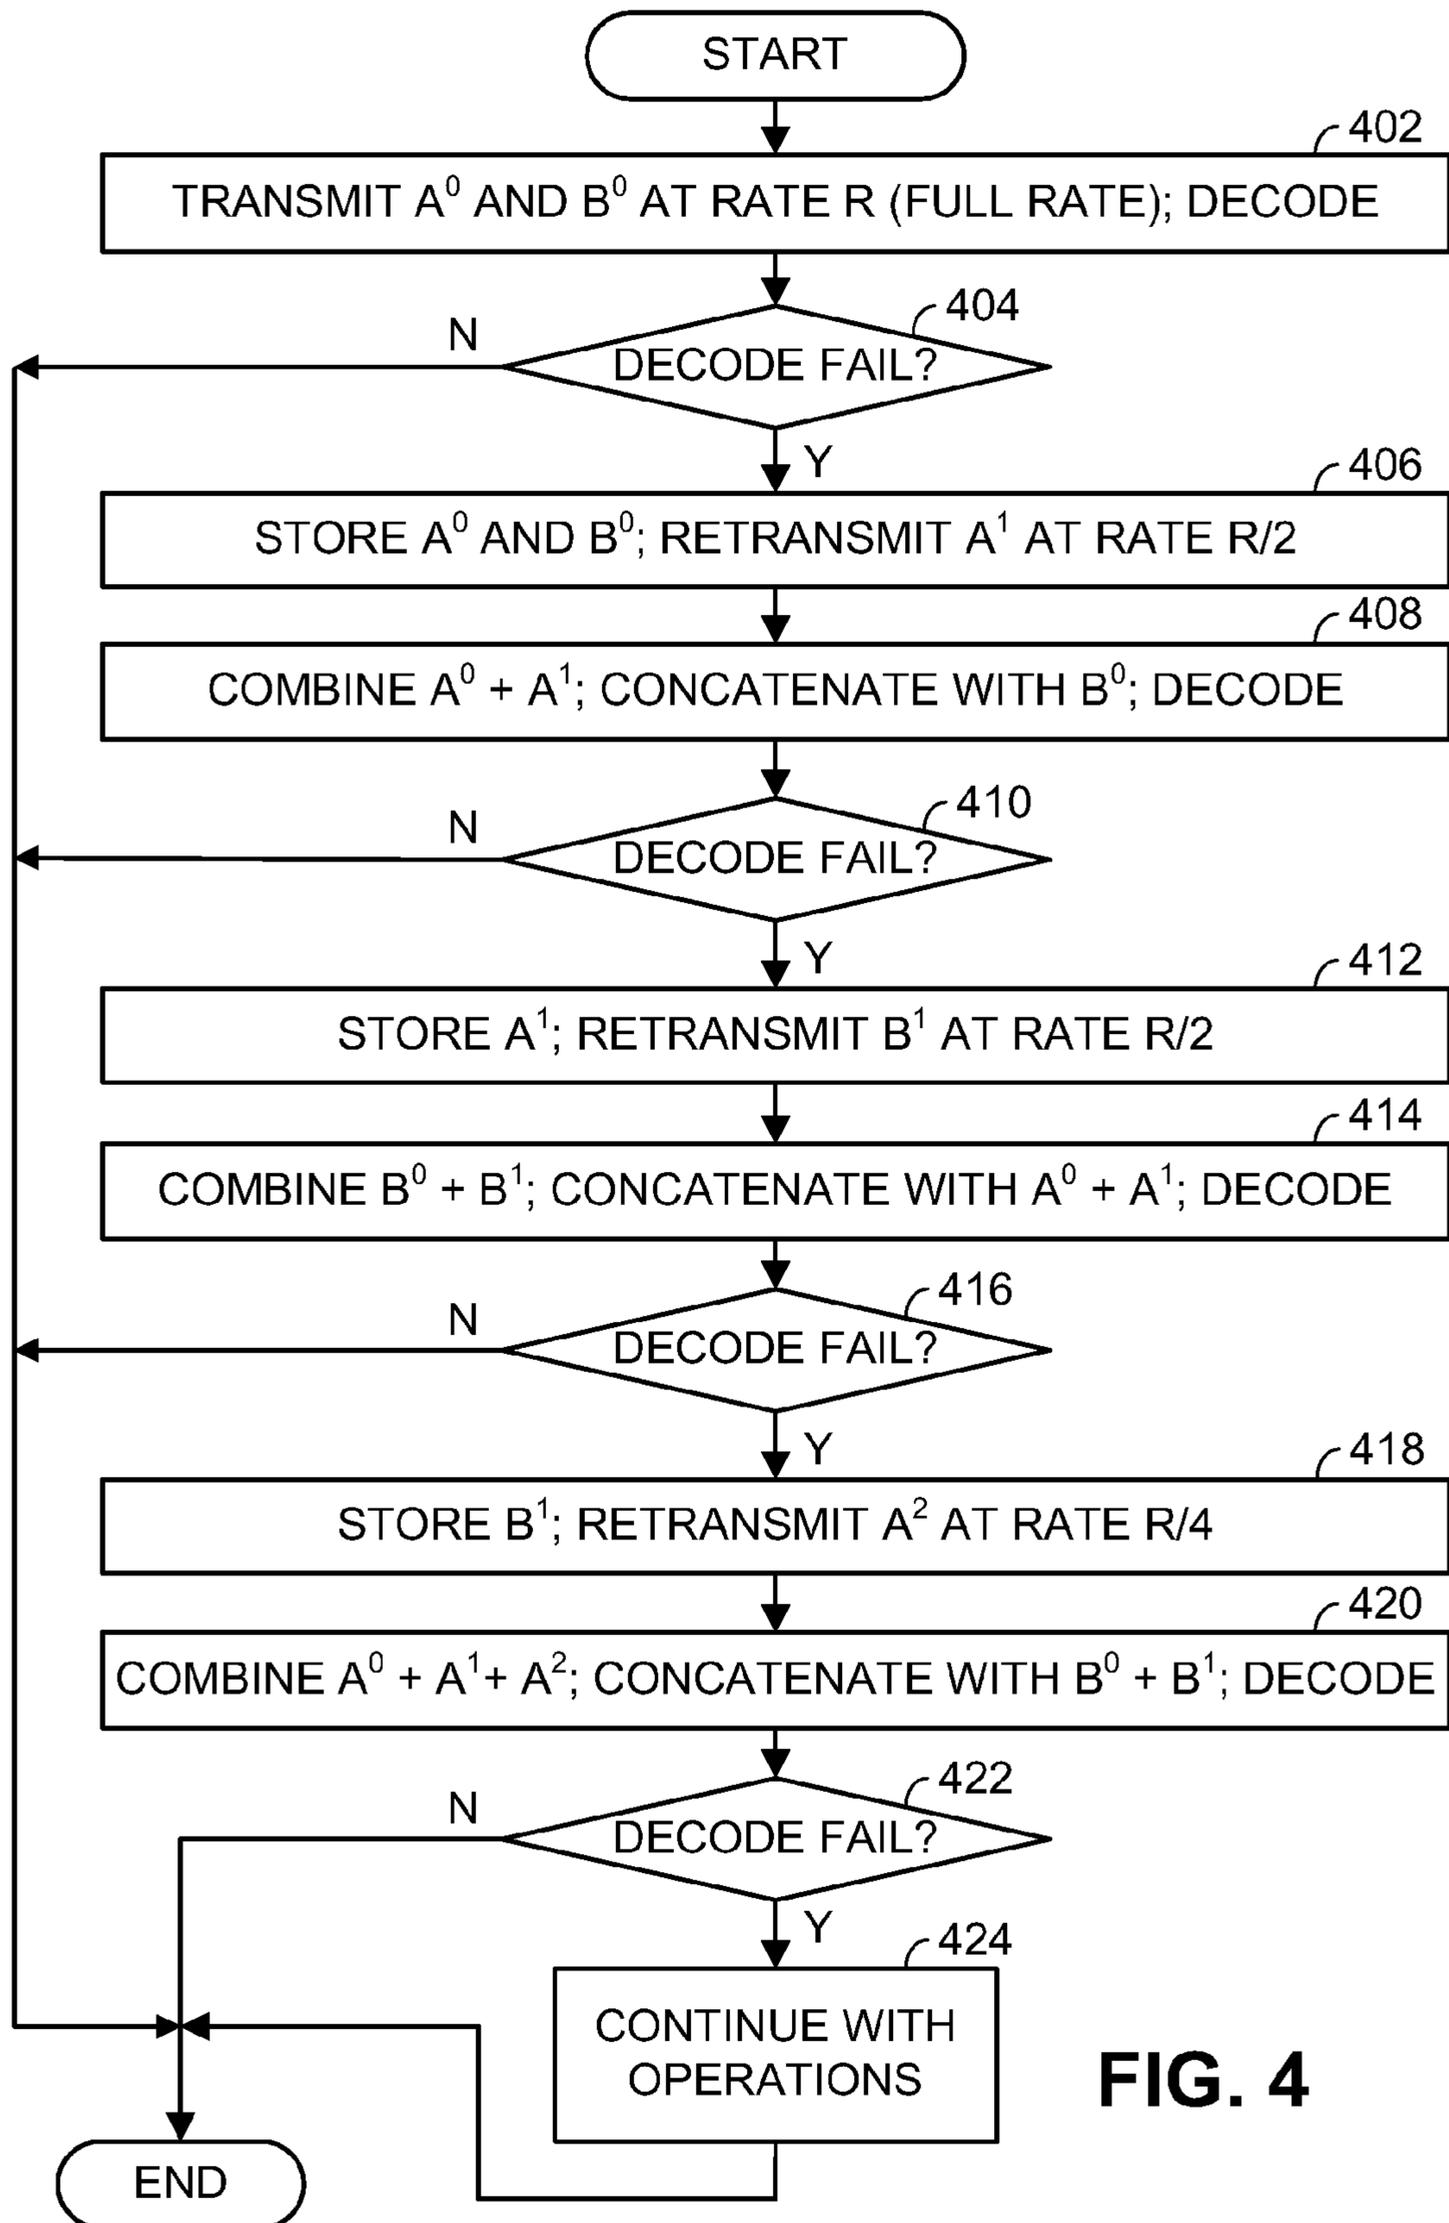 START
402
TRANSMIT A⁰ AND B⁰ AT RATE R (FULL RATE); DECODE
404
N
DECODE FAIL?
Y
406
STORE A⁰ AND B⁰; RETRANSMIT A¹ AT RATE R/2
408
COMBINE A⁰ + A¹; CONCATENATE WITH B⁰; DECODE
410
N
DECODE FAIL?
Y
412
STORE A¹; RETRANSMIT B¹ AT RATE R/2
414
COMBINE B⁰ + B¹; CONCATENATE WITH A⁰ + A¹; DECODE
416
N
DECODE FAIL?
Y
418
STORE B¹; RETRANSMIT A² AT RATE R/4
420
COMBINE A⁰ + A¹+ A²; CONCATENATE WITH B⁰ + B¹; DECODE
422
N
DECODE FAIL?
Y
424
CONTINUE WITH
OPERATIONS
FIG. 4
END